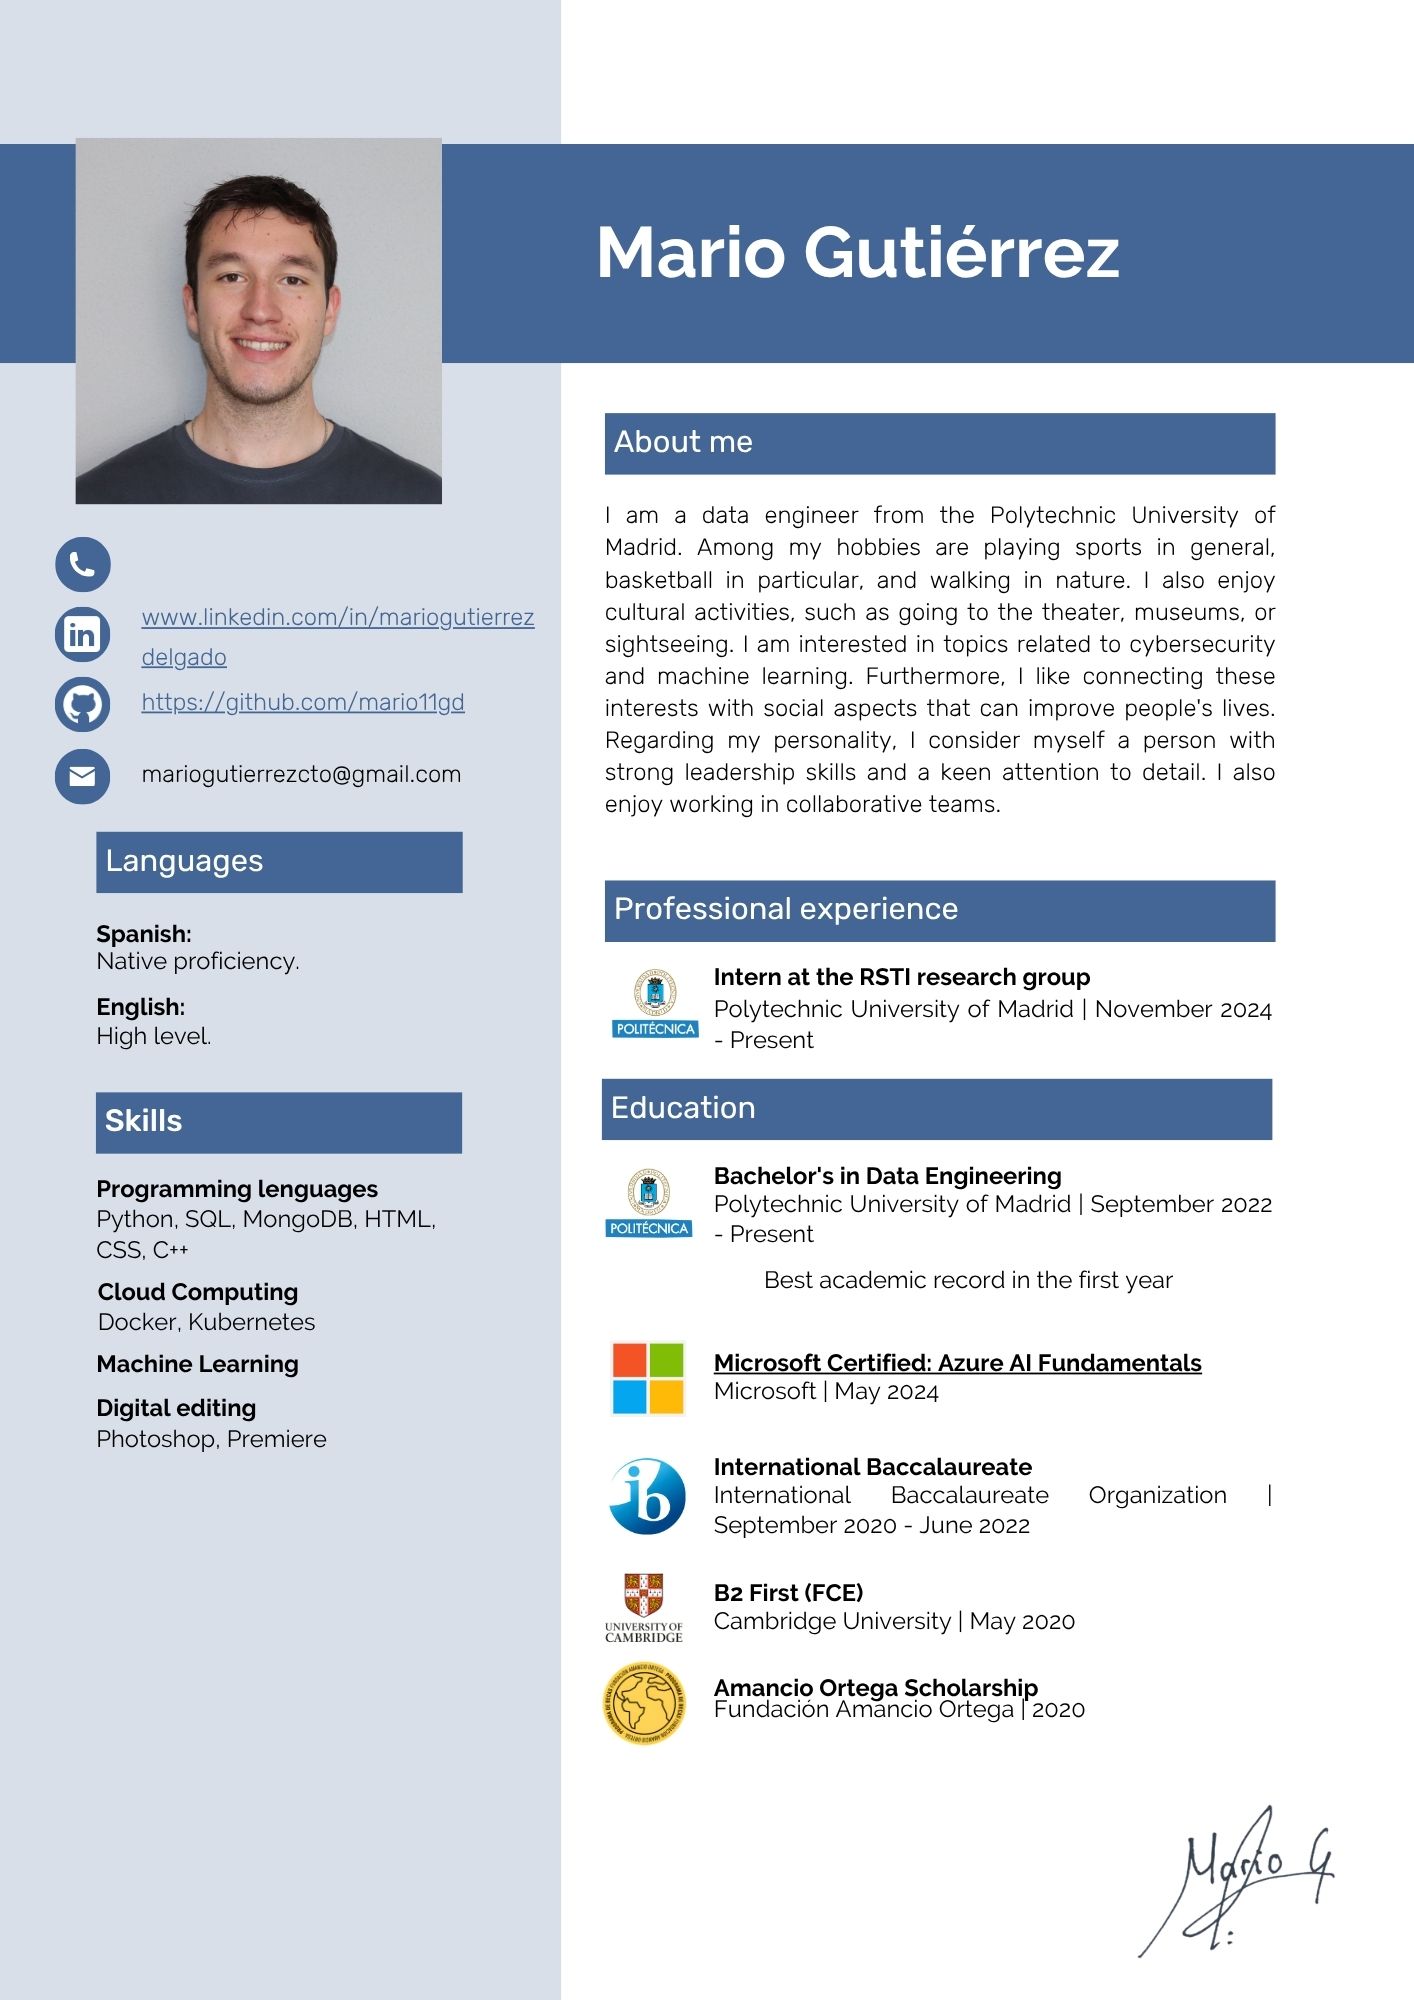 Mario Gutiérrez
www.linkedin.com/in/mariogutierrez
delgado
https://github.com/mario11gd
mariogutierrezcto@gmail.com
Languages
Spanish:
Native proficiency.
English:
High level.
Skills
Programming lenguages
Python, SQL, MongoDB, HTML,
CSS, C++
Cloud Computing
Docker, Kubernetes
Machine Learning
Digital editing
Photoshop, Premiere
About me
I am a data engineer from the Polytechnic University of
Madrid. Among my hobbies are playing sports in general,
basketball in particular, and walking in nature. I also enjoy
cultural activities, such as going to the theater, museums, or
sightseeing. I am interested in topics related to cybersecurity
and machine learning. Furthermore, I like connecting these
interests with social aspects that can improve people's lives.
Regarding my personality, I consider myself a person with
strong leadership skills and a keen attention to detail. I also
enjoy working in collaborative teams.
Professional experience
POLITÉCNICA
Intern at the RSTI research group
Polytechnic University of Madrid | November 2024
- Present
Education
POLITÉCNICA
Bachelor's in Data Engineering
Polytechnic University of Madrid | September 2022
- Present
Best academic record in the first year
Microsoft Certified: Azure AI Fundamentals
Microsoft | May 2024
ib
International Baccalaureate
International Baccalaureate Organization |
September 2020 - June 2022
UNIVERSITY OF
CAMBRIDGE
B2 First (FCE)
Cambridge University | May 2020
Amancio Ortega Scholarship
Fundación Amancio Ortega | 2020
Mario G